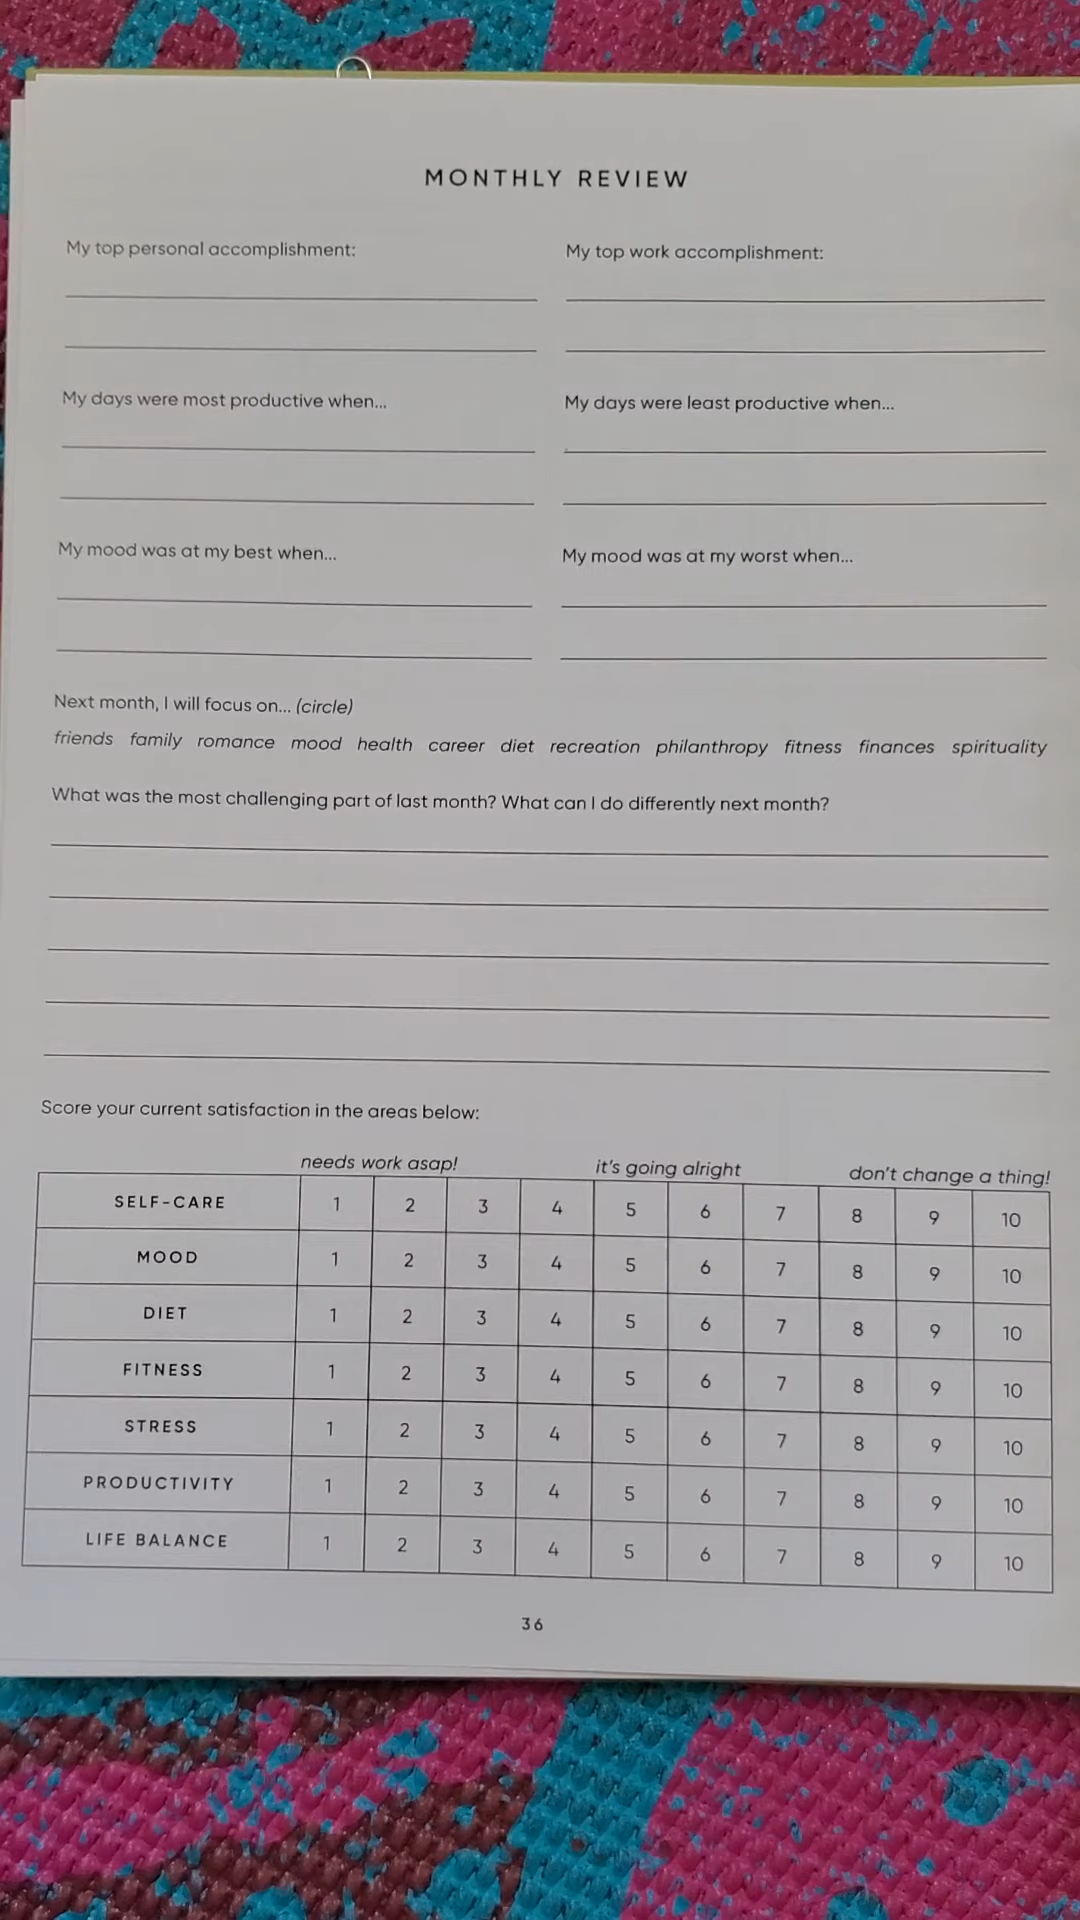 MONTHLY REVIEW
My top personal accomplishment:
My top work accomplishment:
My days were most productive when...
My days were least productive when...
My mood was at my best when...
My mood was at my worst when...
Next month, I will focus on... (circle)
friends family romance mood health career diet recreation philanthropy fitness finances spirituality
What was the most challenging part of last month? What can I do differently next month?
Score your current satisfaction in the areas below:
needs work asap! it's going alright don't change a thing!
SELF-CARE 1 2 3 4 5 6 7 8 9 10
MOOD 1 2 3 4 5 6 7 8 9 10
DIET 1 2 3 4 5 6 7 8 9 10
FITNESS 1 2 3 4 5 6 7 8 9 10
STRESS 1 2 3 4 5 6 7 8 9 10
PRODUCTIVITY 1 2 3 4 5 6 7 8 9 10
LIFE BALANCE 1 2 3 4 5 6 7 8 9 10
36